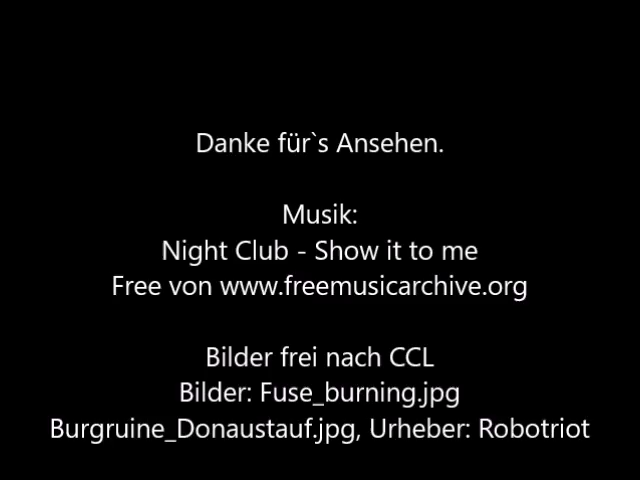 Danke für`s Ansehen.
Musik:
Night Club - Show it to me
Free von www.freemusicarchive.org
Bilder frei nach CCL
Bilder: Fuse_burning.jpg
Burgruine_Donaustauf.jpg, Urheber: Robotriot